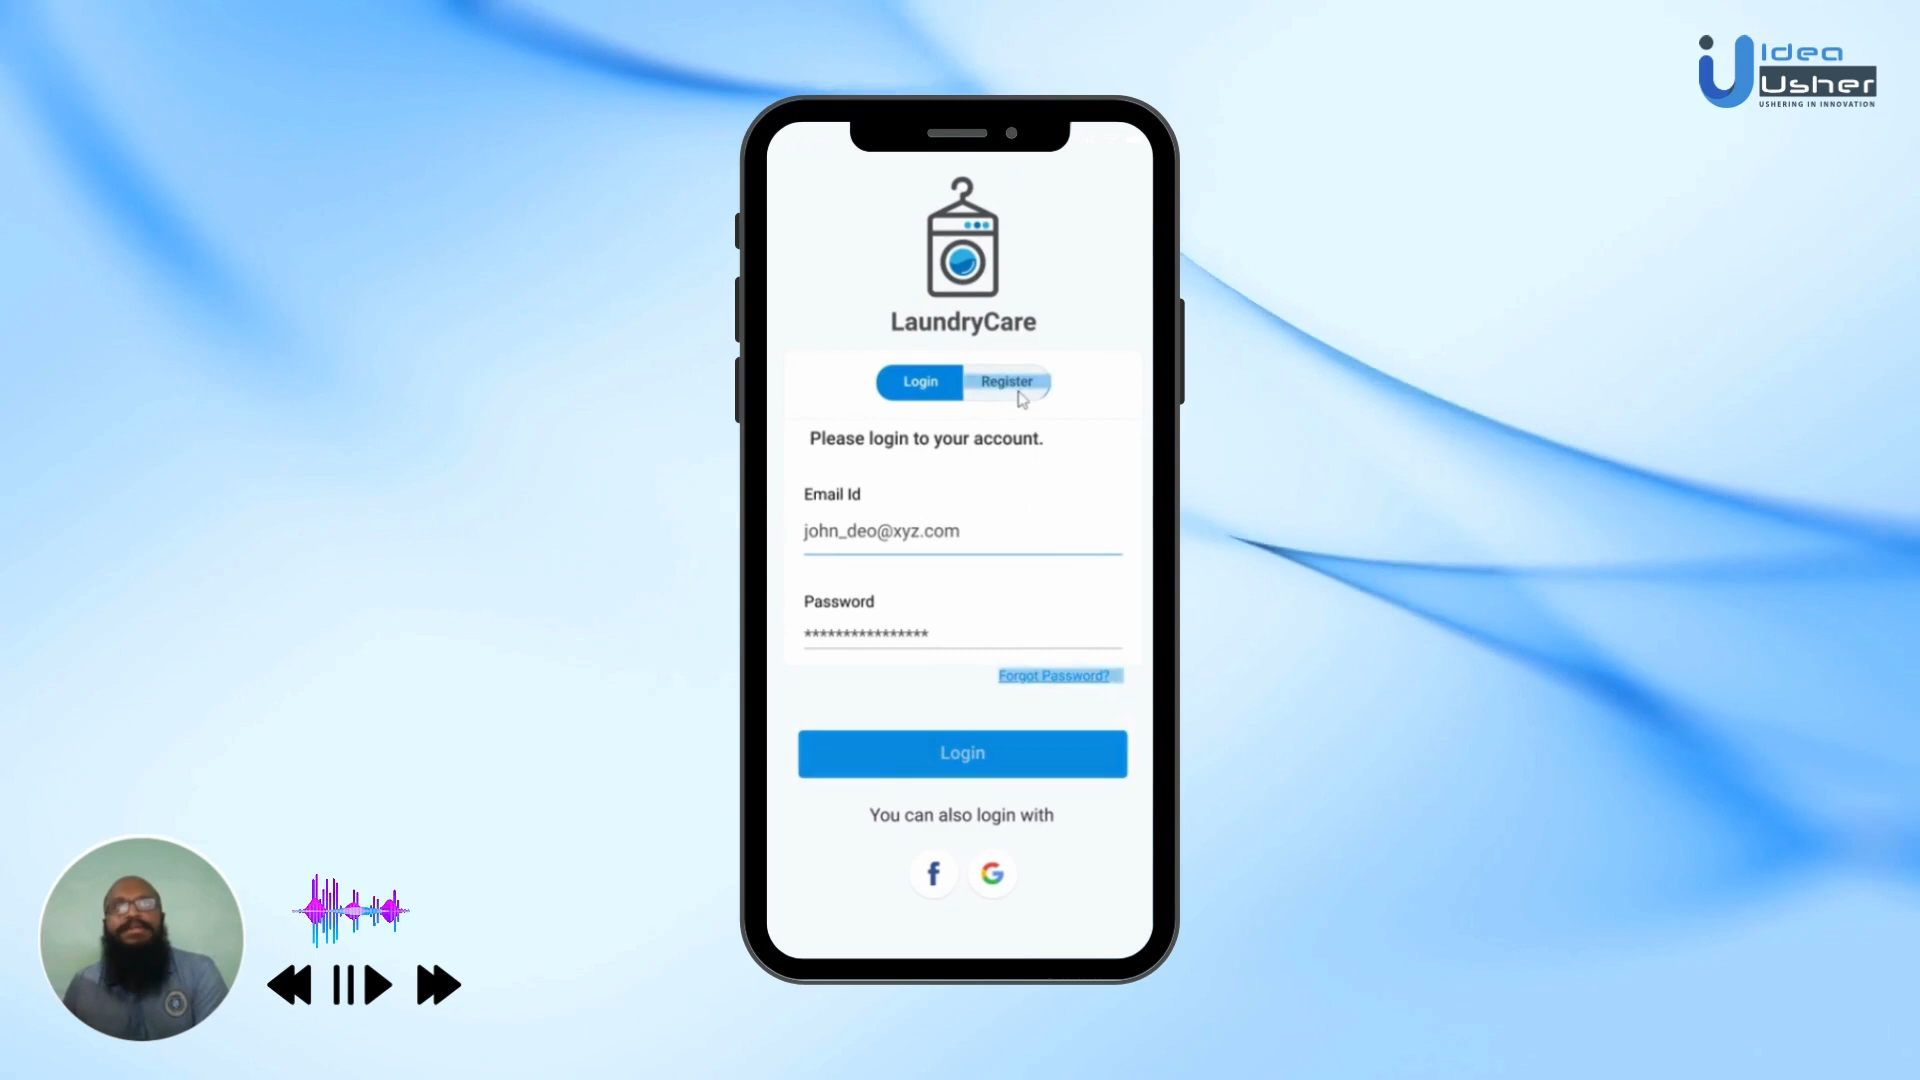 Idea
Usher
USHERING IN INNOVATION
LaundryCare
Login Register
Please login to your account.
Email Id
john_deo@xyz.com
Password
****************
Forgot Password?
Login
You can also login with
f G